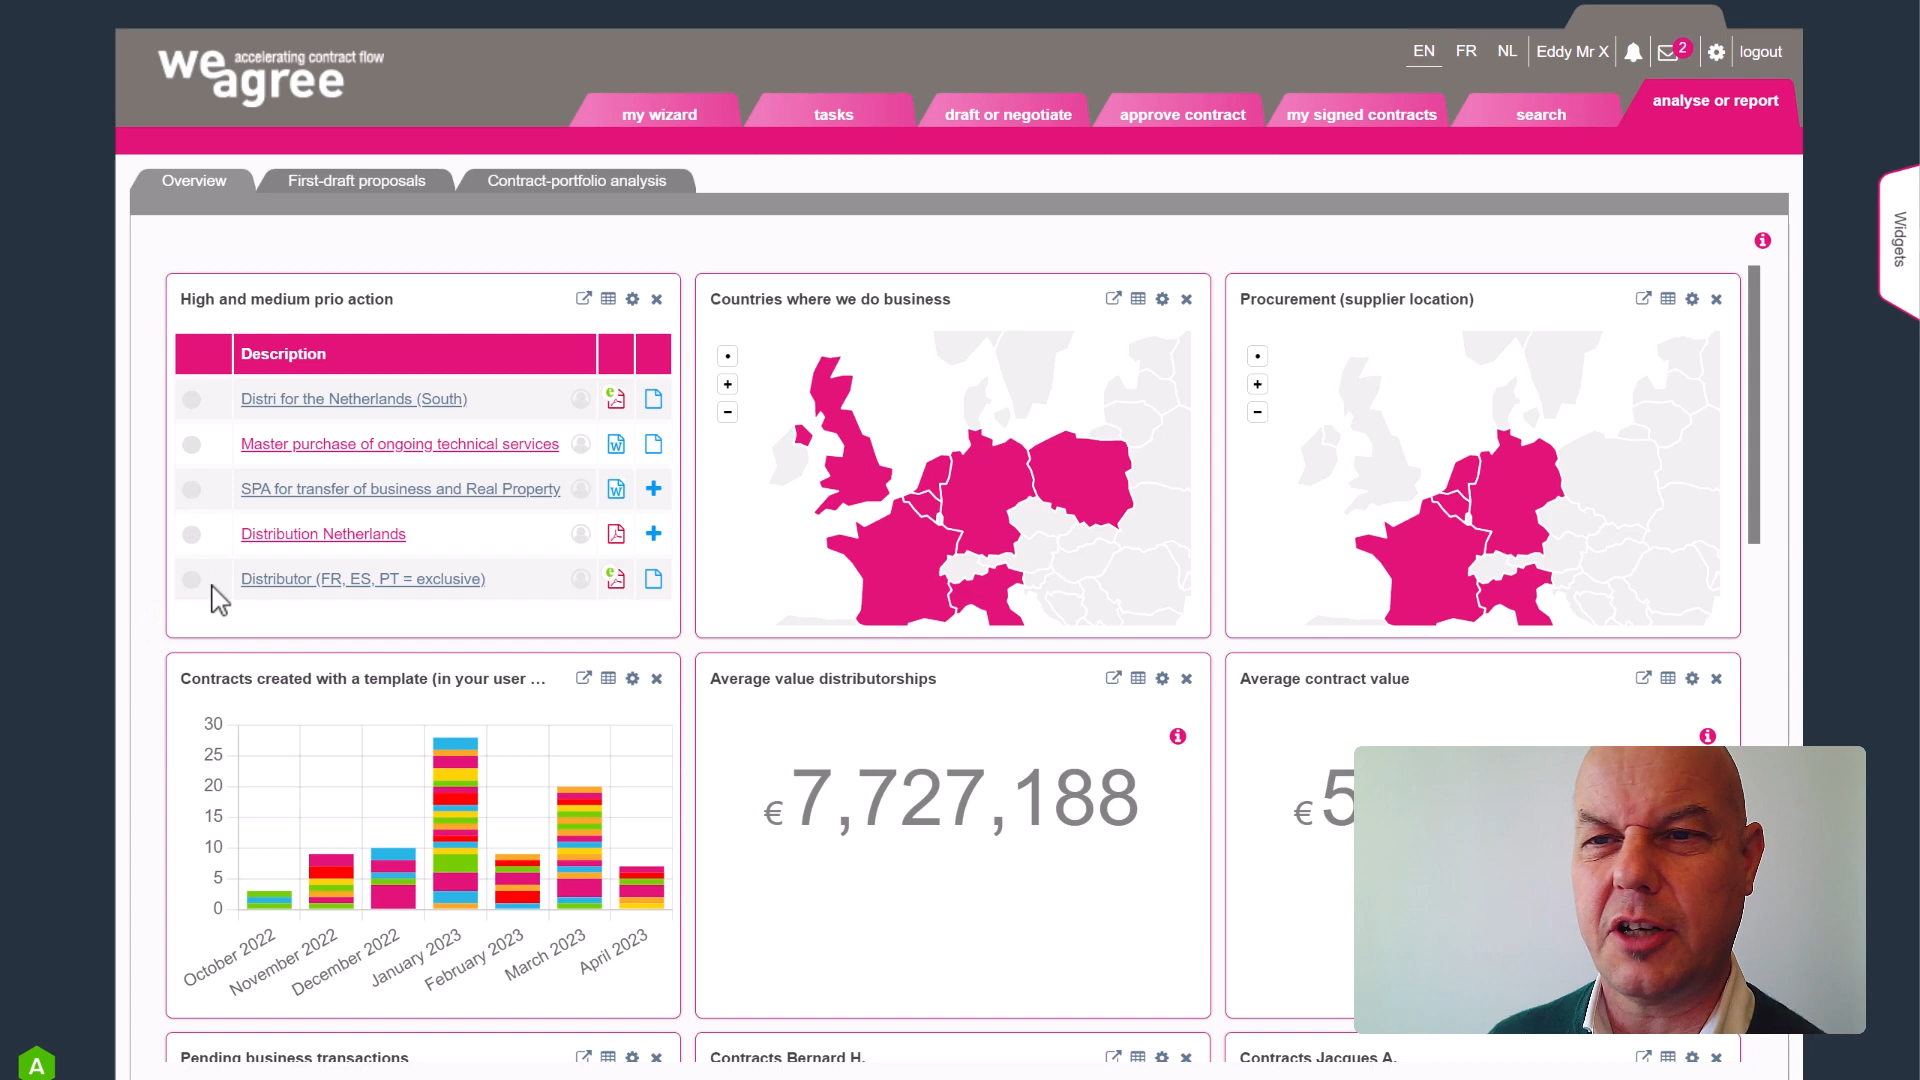 we accelerating contract flow
agree
EN FR NL Eddy Mr X 2 logout
my wizard tasks draft or negotiate approve contract my signed contracts search analyse or report
Overview First-draft proposals Contract-portfolio analysis
Widgets
High and medium prio action
Description
Distri for the Netherlands (South)
Master purchase of ongoing technical services
SPA for transfer of business and Real Property
Distribution Netherlands
Distributor (FR, ES, PT = exclusive)
Countries where we do business
Procurement (supplier location)
Contracts created with a template (in your user ...
30
25
20
15
10
5
0
October 2022
November 2022
December 2022
January 2023
February 2023
March 2023
April 2023
Average value distributorships
€7,727,188
Average contract value
€5
Pending business transactions
Contracts Bernard H.
Contracts Jacques A.
A